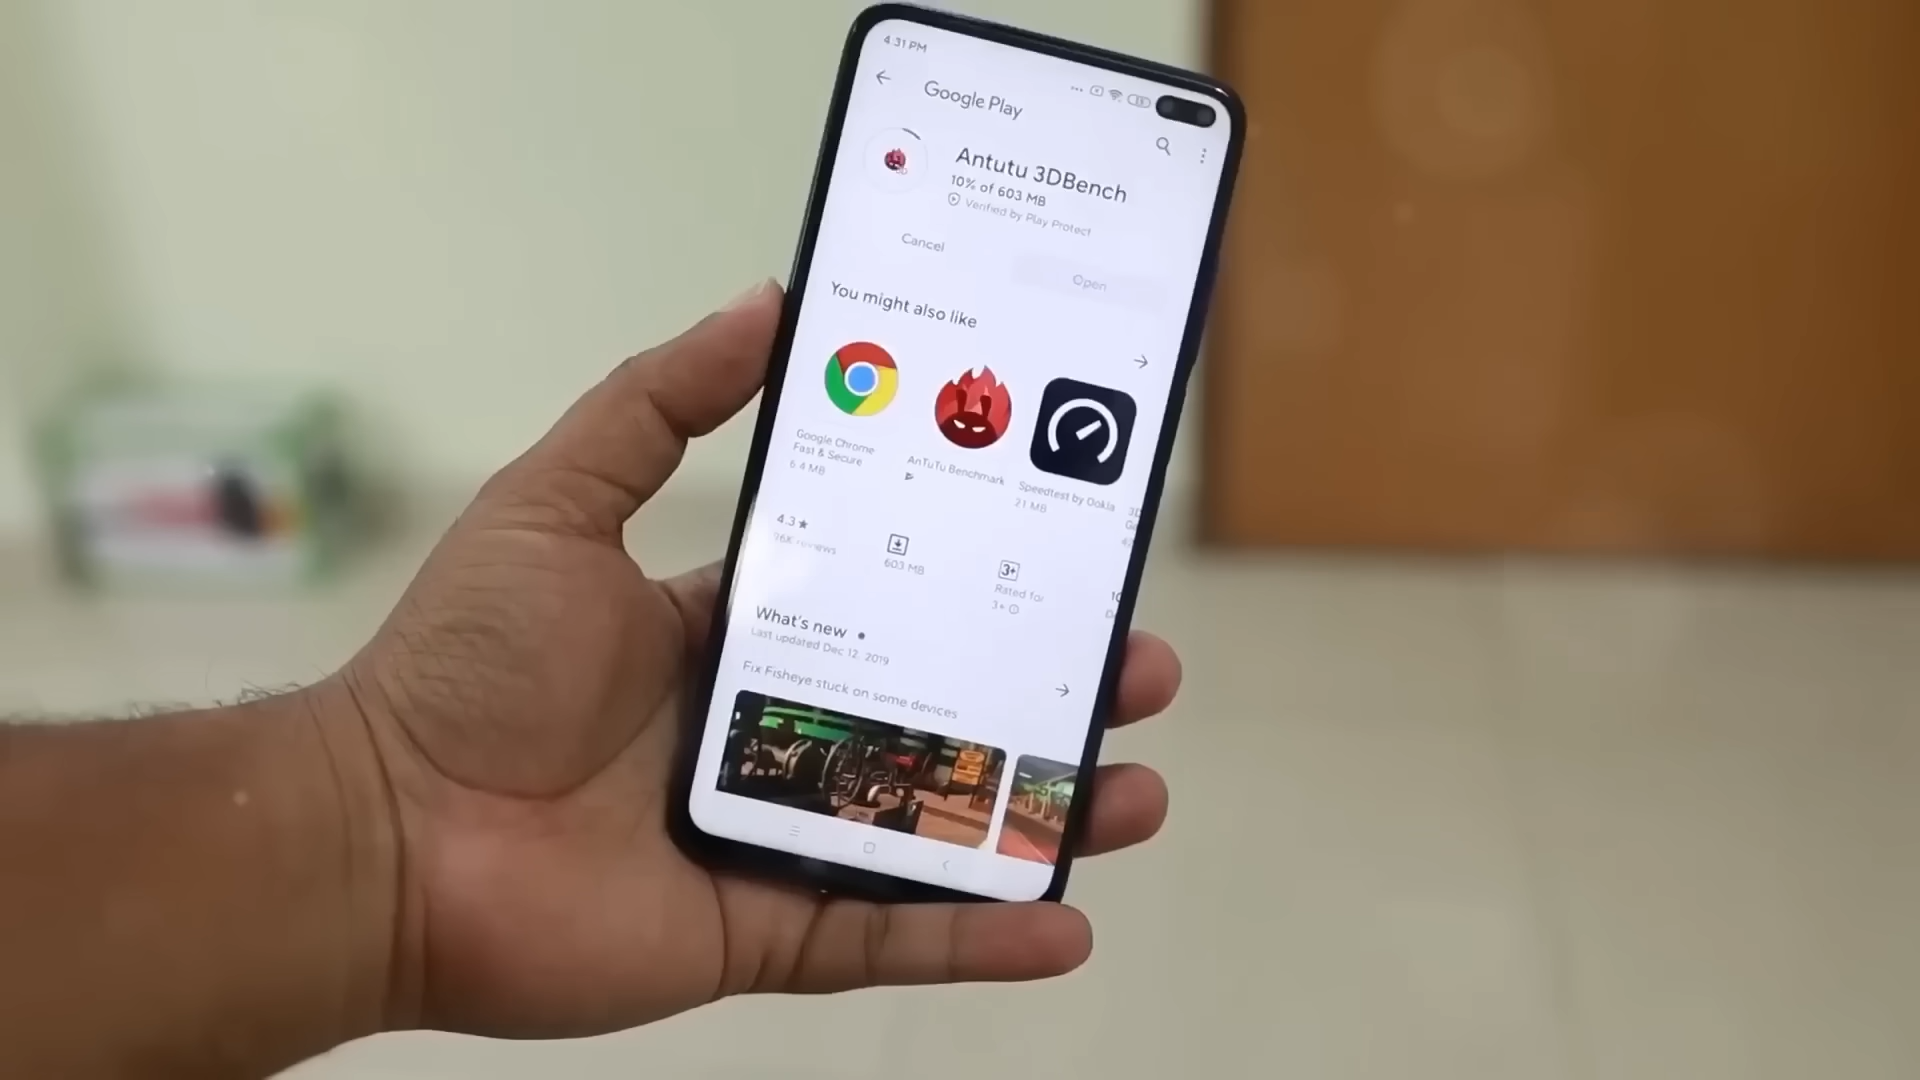 4:31 PM
Google Play
Antutu 3DBench
10% of 603 MB
Verified by Play Protect
Cancel
Open
You might also like
Google Chrome
Fast & Secure
6.4 MB
AnTuTu Benchmark
Speedtest by Ookla
21 MB
4.3★
reviews
603 MB
3+
Rated for
3+
What's new
Last updated Dec 12, 2019
Fix Fisheye stuck on some devices